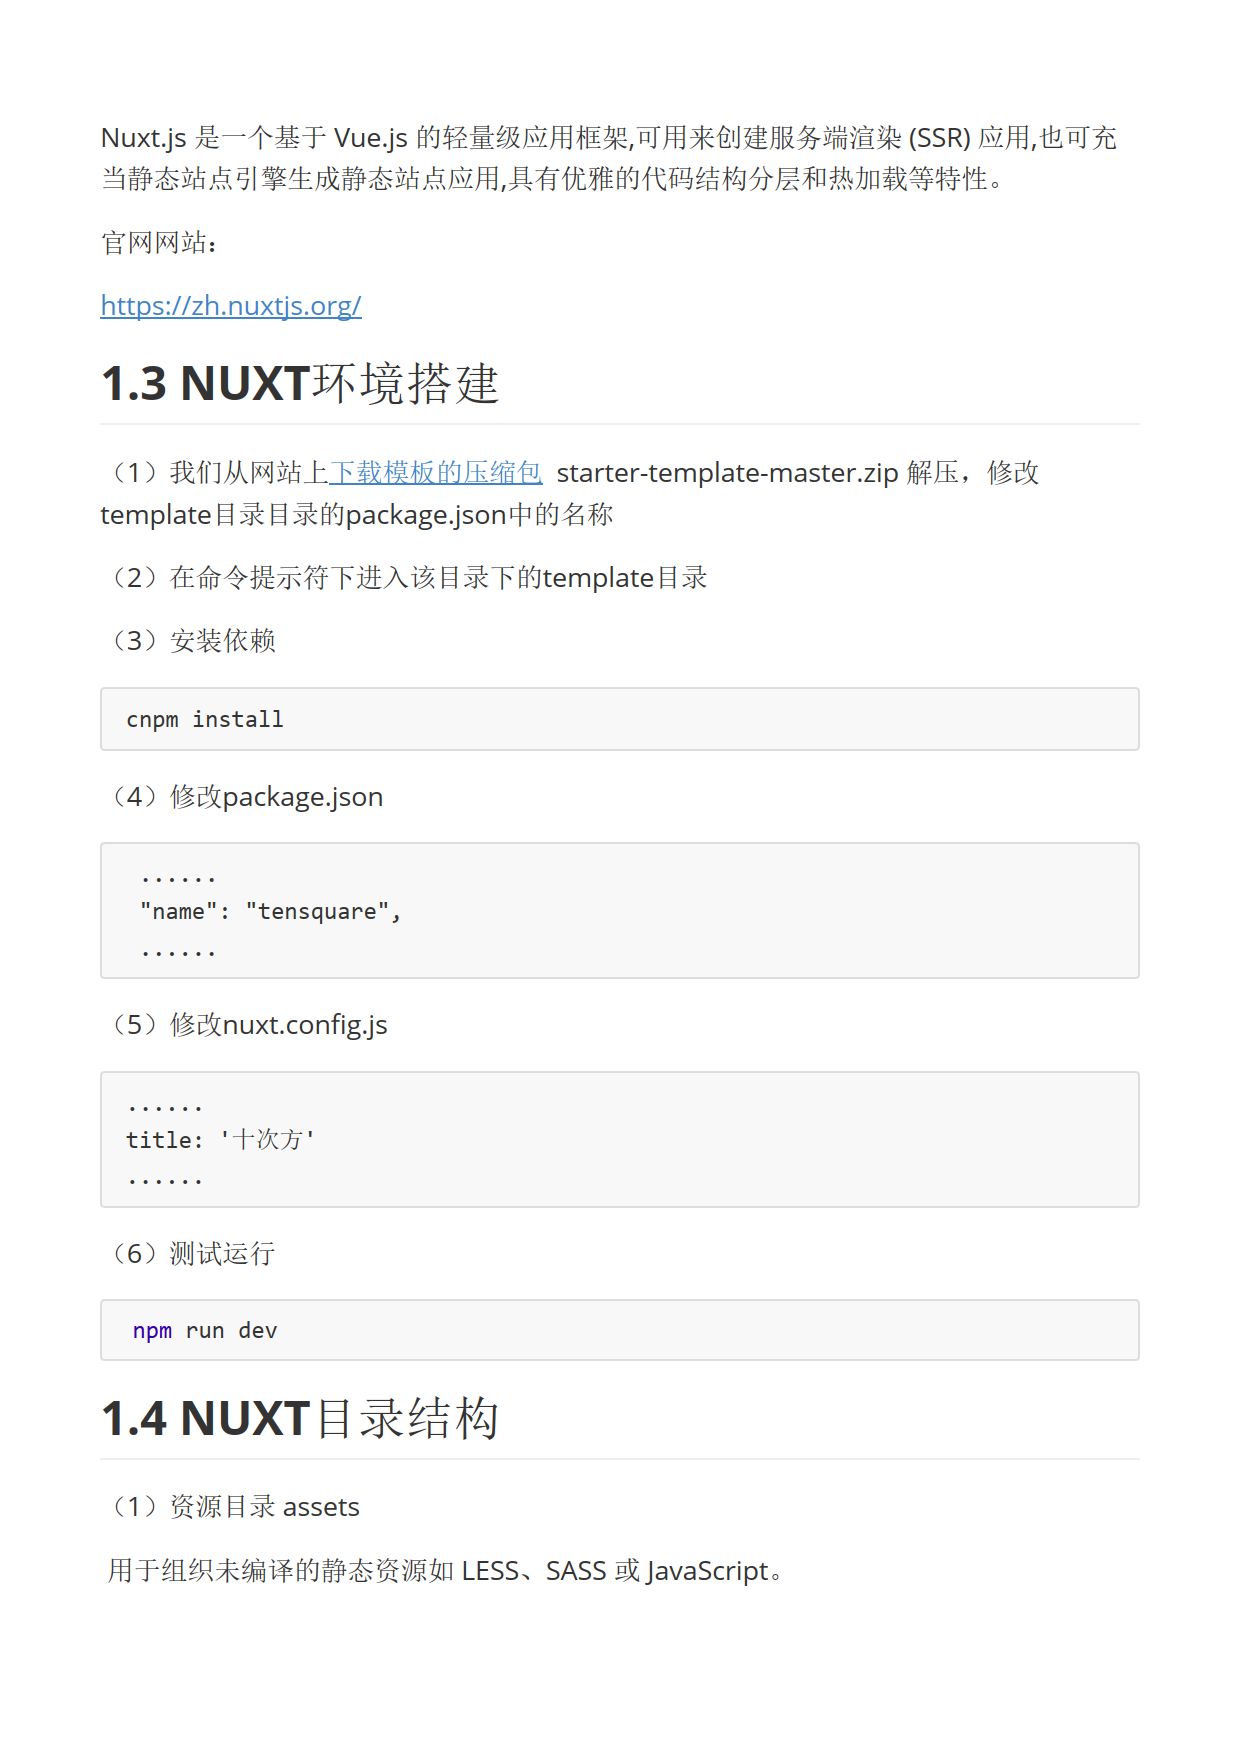 Nuxt.js 是一个基于 Vue.js 的轻量级应用框架,可用来创建服务端渲染 (SSR) 应用,也可充
当静态站点引擎生成静态站点应用,具有优雅的代码结构分层和热加载等特性。
官网网站：
https://zh.nuxtjs.org/
1.3 NUXT环境搭建
（1）我们从网站上下载模板的压缩包 starter-template-master.zip 解压，修改
template目录目录的package.json中的名称
（2）在命令提示符下进入该目录下的template目录
（3）安装依赖
cnpm install
（4）修改package.json
......
"name": "tensquare",
......
（5）修改nuxt.config.js
......
title: '十次方'
......
（6）测试运行
npm run dev
1.4 NUXT目录结构
（1）资源目录 assets
用于组织未编译的静态资源如 LESS、SASS 或 JavaScript。